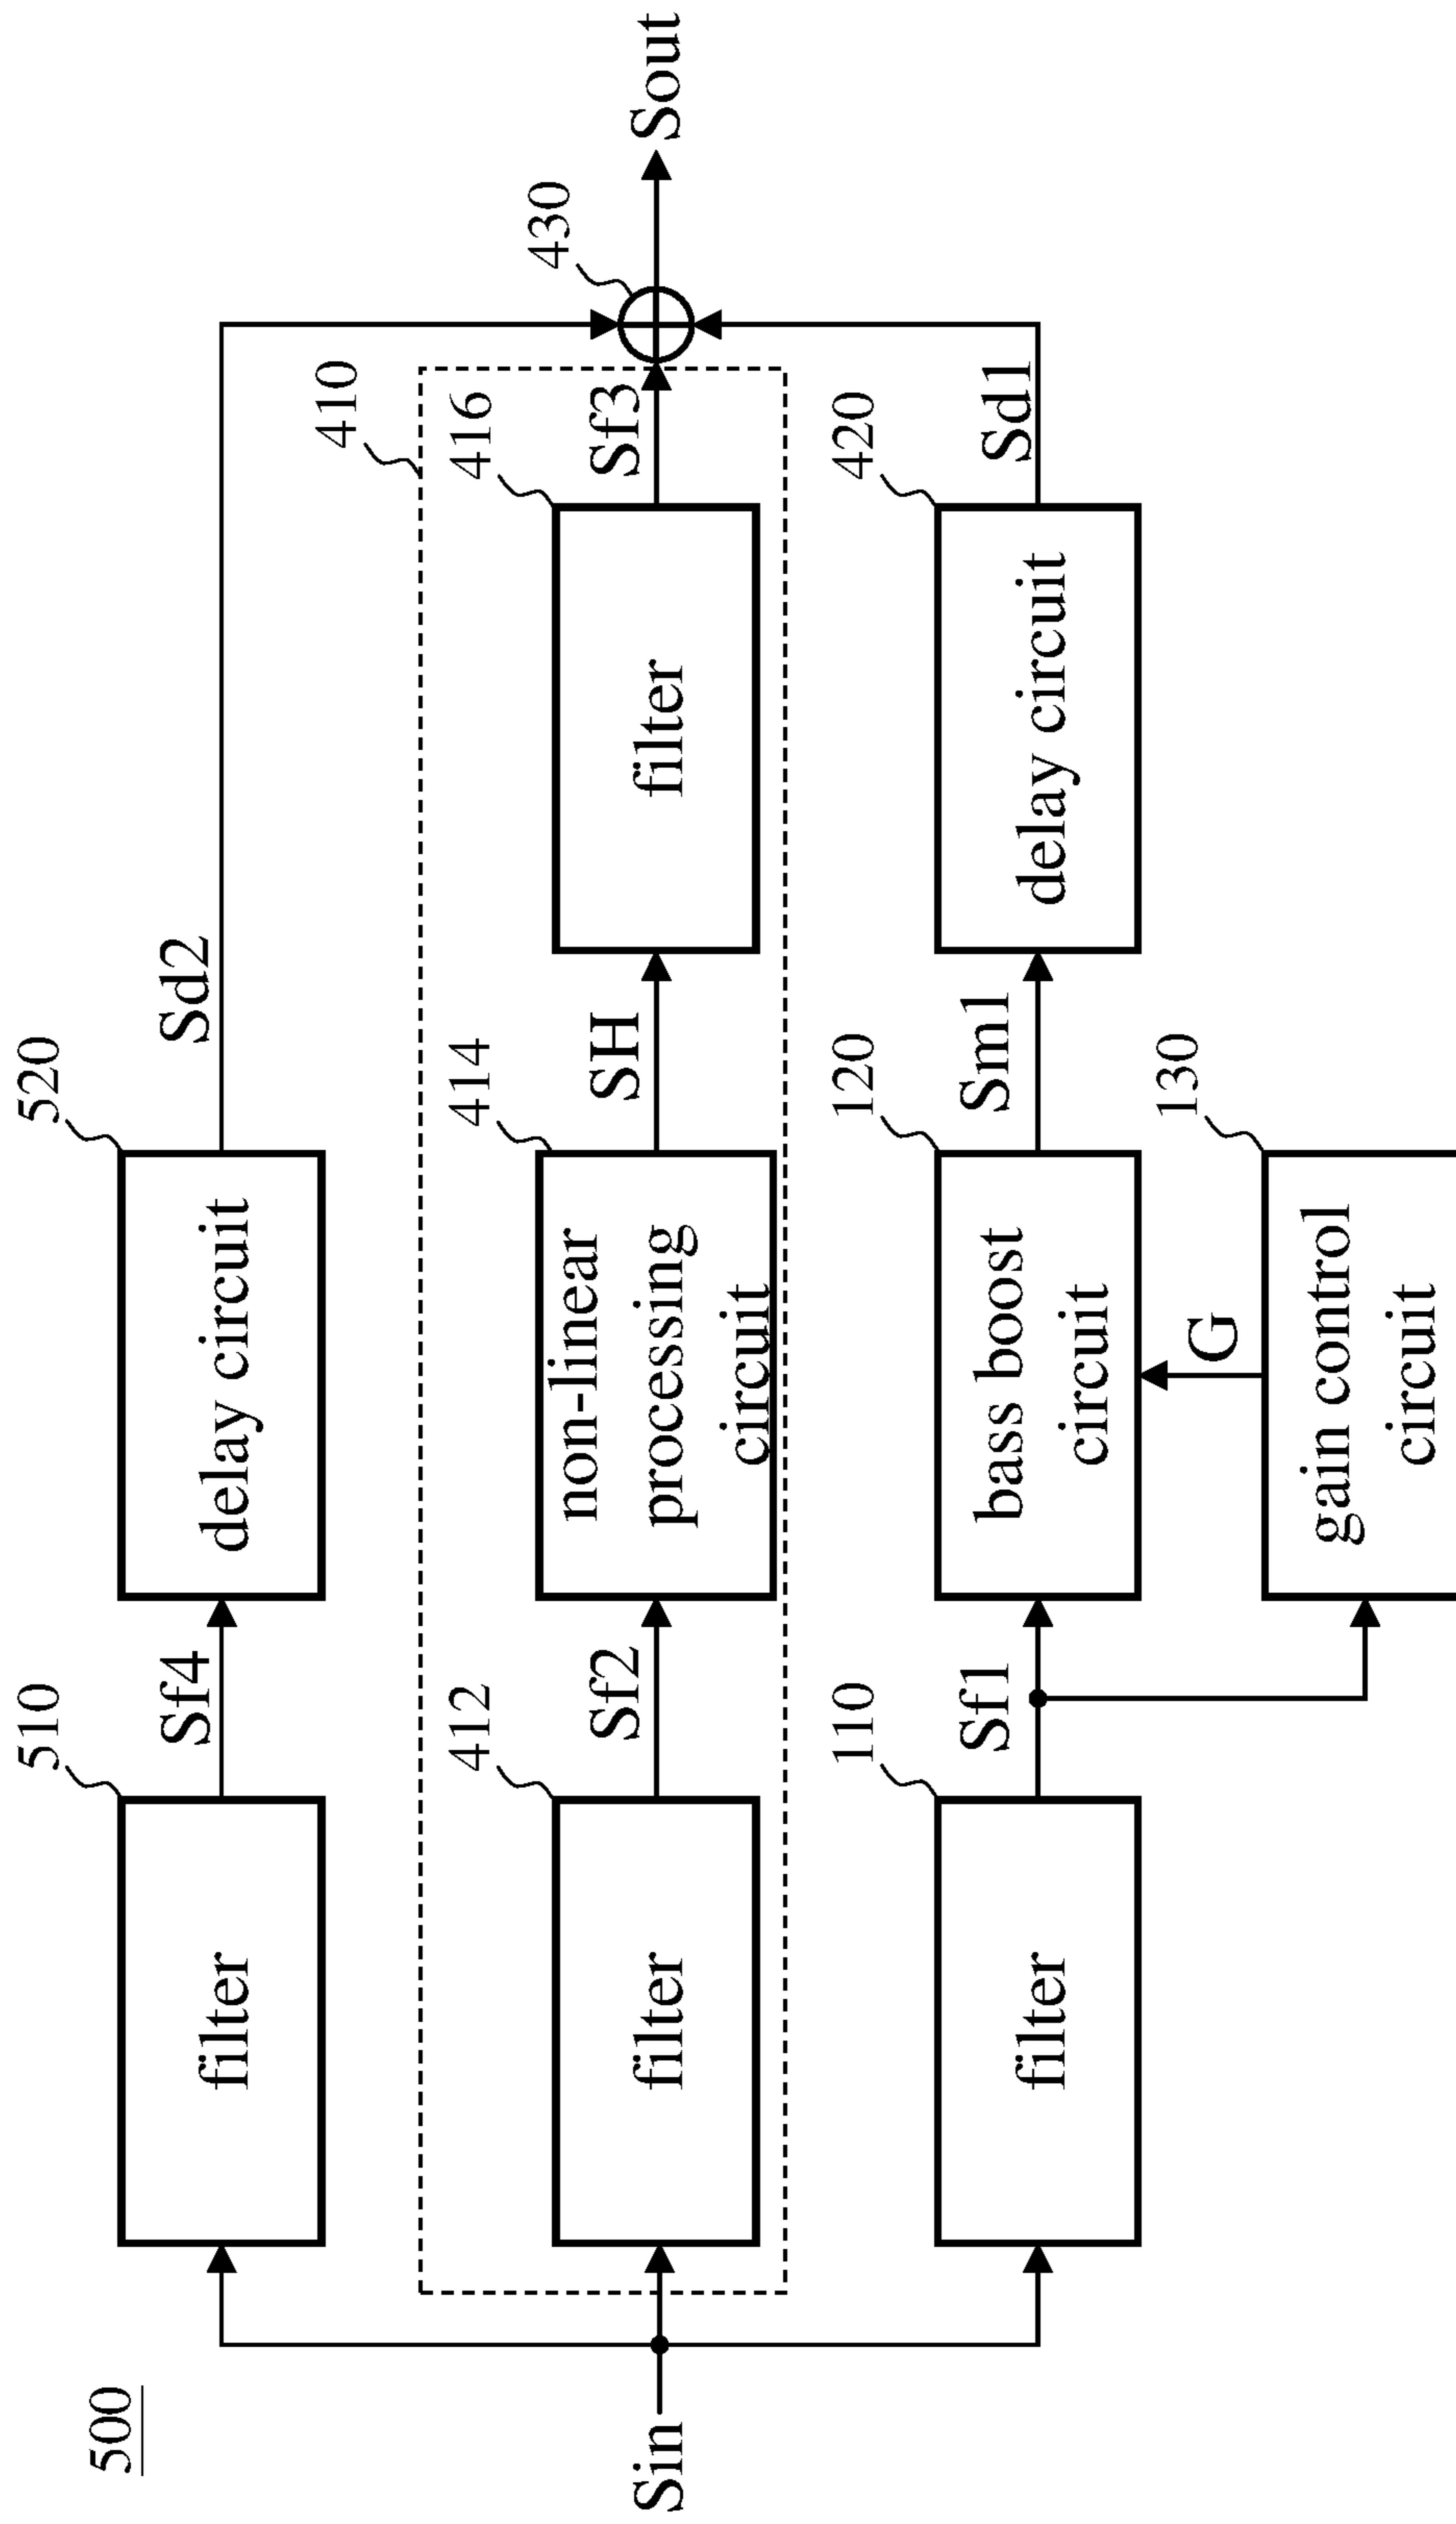 500
Sin
510
filter
Sf4
520
delay circuit
Sd2
410
412
filter
Sf2
414
non-linear
processing
circuit
SH
416
filter
Sf3
430
Sout
110
filter
Sf1
120
bass boost
circuit
Sm1
420
delay circuit
Sd1
G
130
gain control
circuit